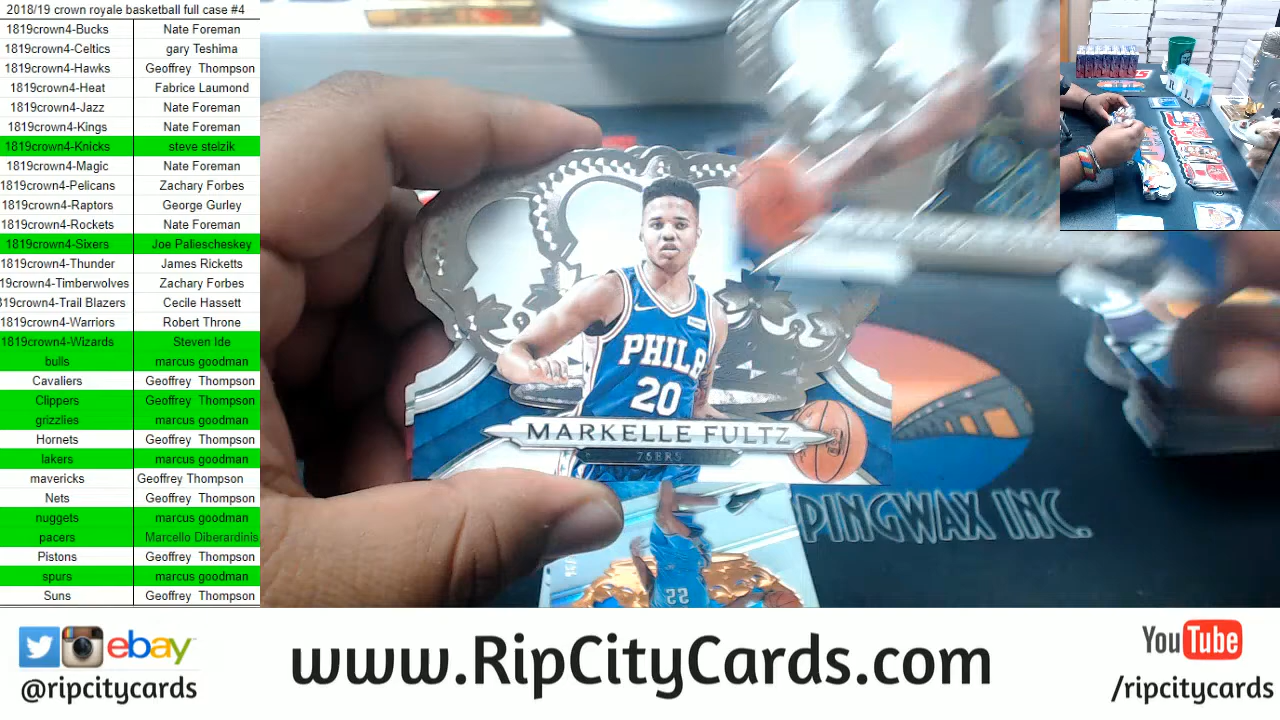 2018/19 crown royale basketball full case #4
1819crown4-Bucks Nate Foreman
1819crown4-Celtics gary Teshima
1819crown4-Hawks Geoffrey Thompson
1819crown4-Heat Fabrice Laumond
1819crown4-Jazz Nate Foreman
1819crown4-Kings Nate Foreman
1819crown4-Knicks steve stelzik
1819crown4-Magic Nate Foreman
1819crown4-Pelicans Zachary Forbes
1819crown4-Raptors George Gurley
1819crown4-Rockets Nate Foreman
1819crown4-Sixers Joe Paliescheskey
1819crown4-Thunder James Ricketts
19crown4-Timberwolves Zachary Forbes
819crown4-Trail Blazers Cecile Hassett
1819crown4-Warriors Robert Throne
1819crown4-Wizards Steven Ide
bulls marcus goodman
Cavaliers Geoffrey Thompson
Clippers Geoffrey Thompson
grizzlies marcus goodman
Hornets Geoffrey Thompson
lakers marcus goodman
mavericks Geoffrey Thompson
Nets Geoffrey Thompson
nuggets marcus goodman
pacers Marcello Diberardinis
Pistons Geoffrey Thompson
spurs marcus goodman
Suns Geoffrey Thompson
PHILA
20
MARKELLE FULTZ
76ERS
22
PINGWAX INC.
ebay
@ripcitycards
www.RipCityCards.com
YouTube
/ripcitycards